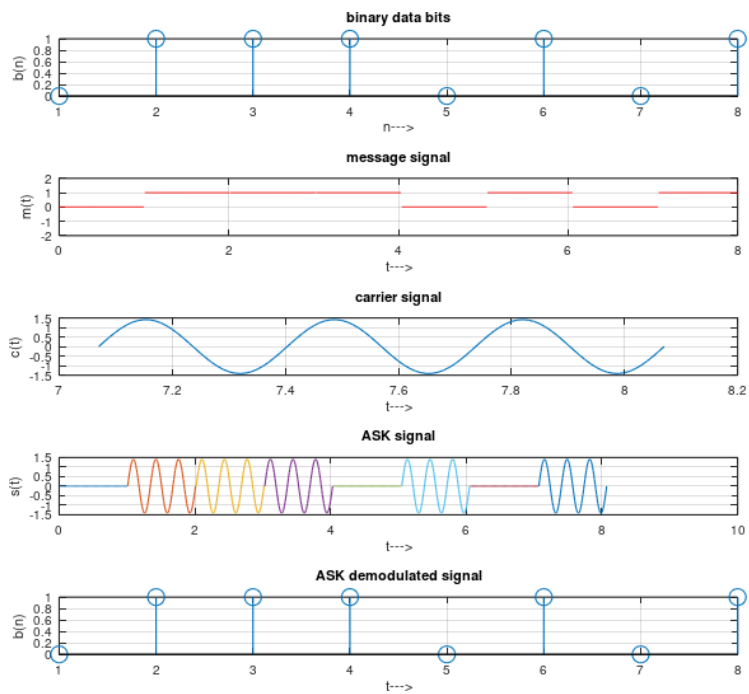 binary data bits
1
0.8
0.6
0.4
0.2
0
b(n)
1 2 3 4 5 6 7 8
n--->
message signal
2
1
0
-1
-2
m(t)
0 2 4 6 8
t--->
carrier signal
1.5
1
0.5
0
-0.5
-1
-1.5
c(t)
7 7.2 7.4 7.6 7.8 8 8.2
t--->
ASK signal
1.5
1
0.5
0
-0.5
-1
-1.5
s(t)
0 2 4 6 8 10
t--->
ASK demodulated signal
1
0.8
0.6
0.4
0.2
0
b(n)
1 2 3 4 5 6 7 8
t--->